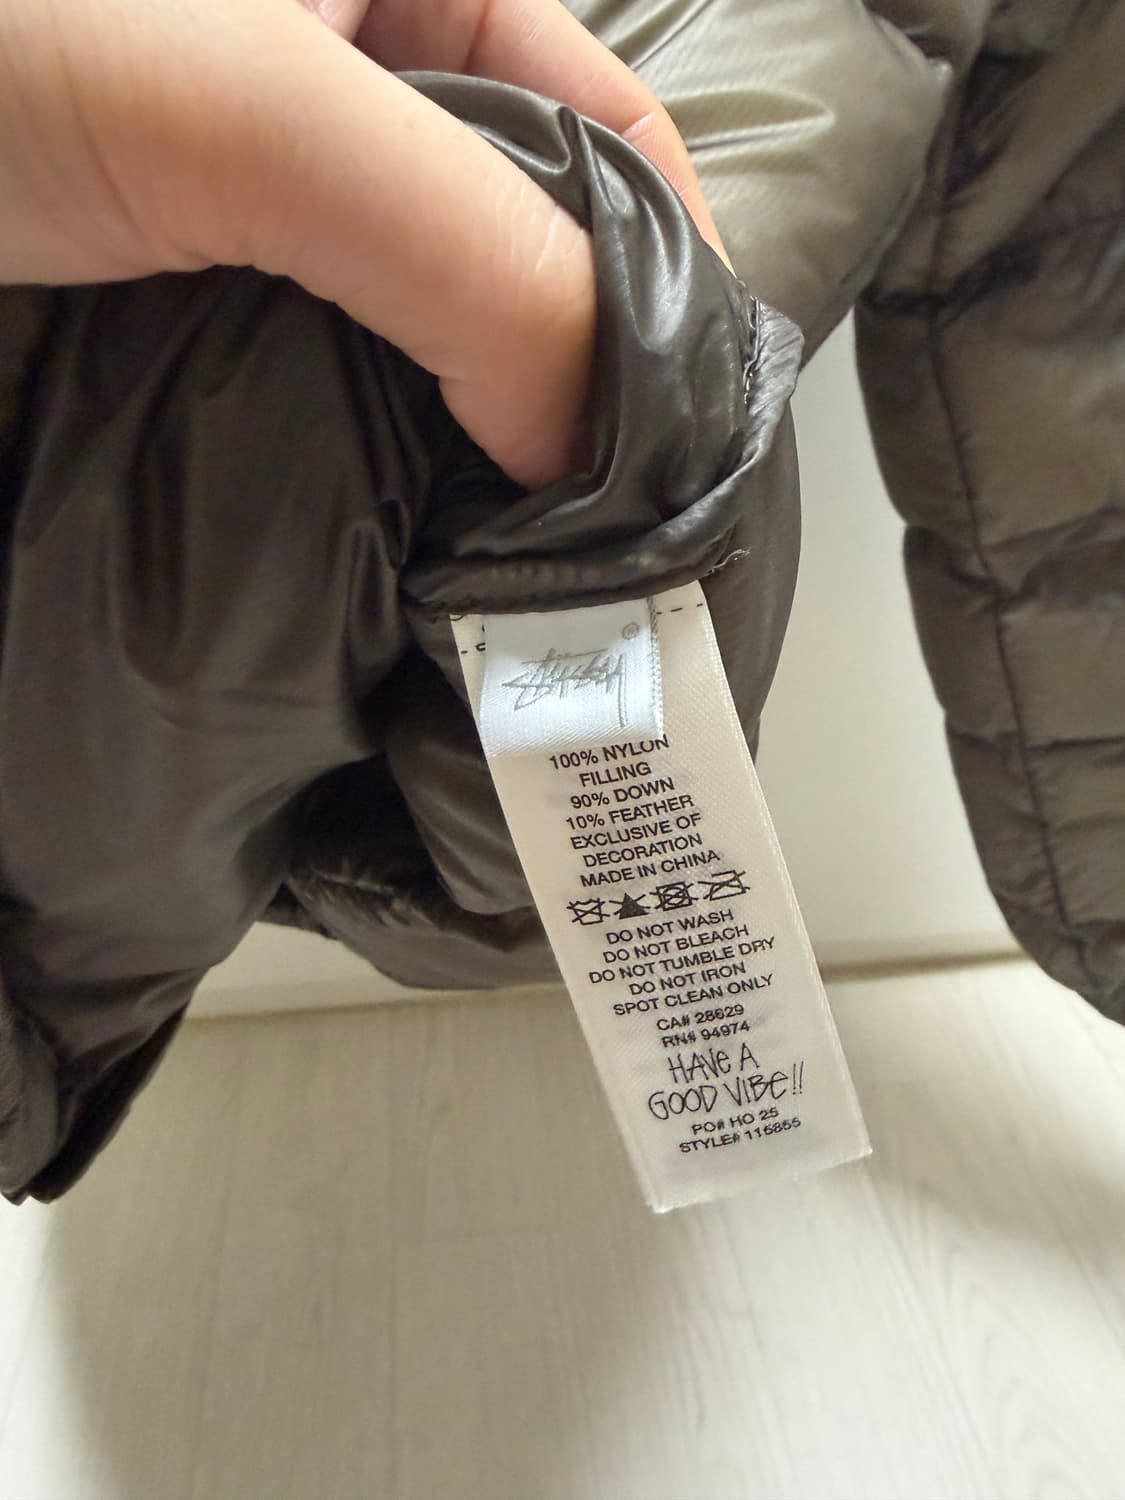 Stüssy ®
100% NYLON
FILLING
90% DOWN
10% FEATHER
EXCLUSIVE OF
DECORATION
MADE IN CHINA
DO NOT WASH
DO NOT BLEACH
DO NOT TUMBLE DRY
DO NOT IRON
SPOT CLEAN ONLY
CA# 28629
RN# 94974
HAVE A
GOOD VIBE!!
PO# HO 25
STYLE# 115855